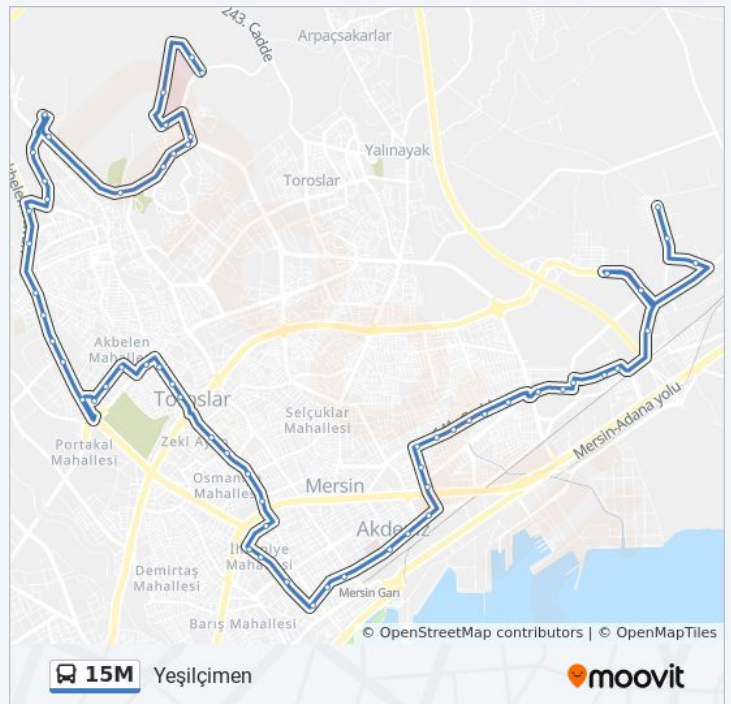 243. Cadde
Arpaçsakarlar
Yalınayak
Toroslar
Akbelen
Mahallesi
Toroslar
Selçuklar
Mahallesi
Zeki Ayan
Portakal
Mahallesi
Mersin-Adana yolu
Mersin
Mahallesi
Akdeniz
İhsaniye
Mahallesi
Demirtaş
Mahallesi
Mersin Garı
Barış Mahallesi
© OpenStreetMap contributors | © OpenMapTiles
15M Yeşilçimen
moovit